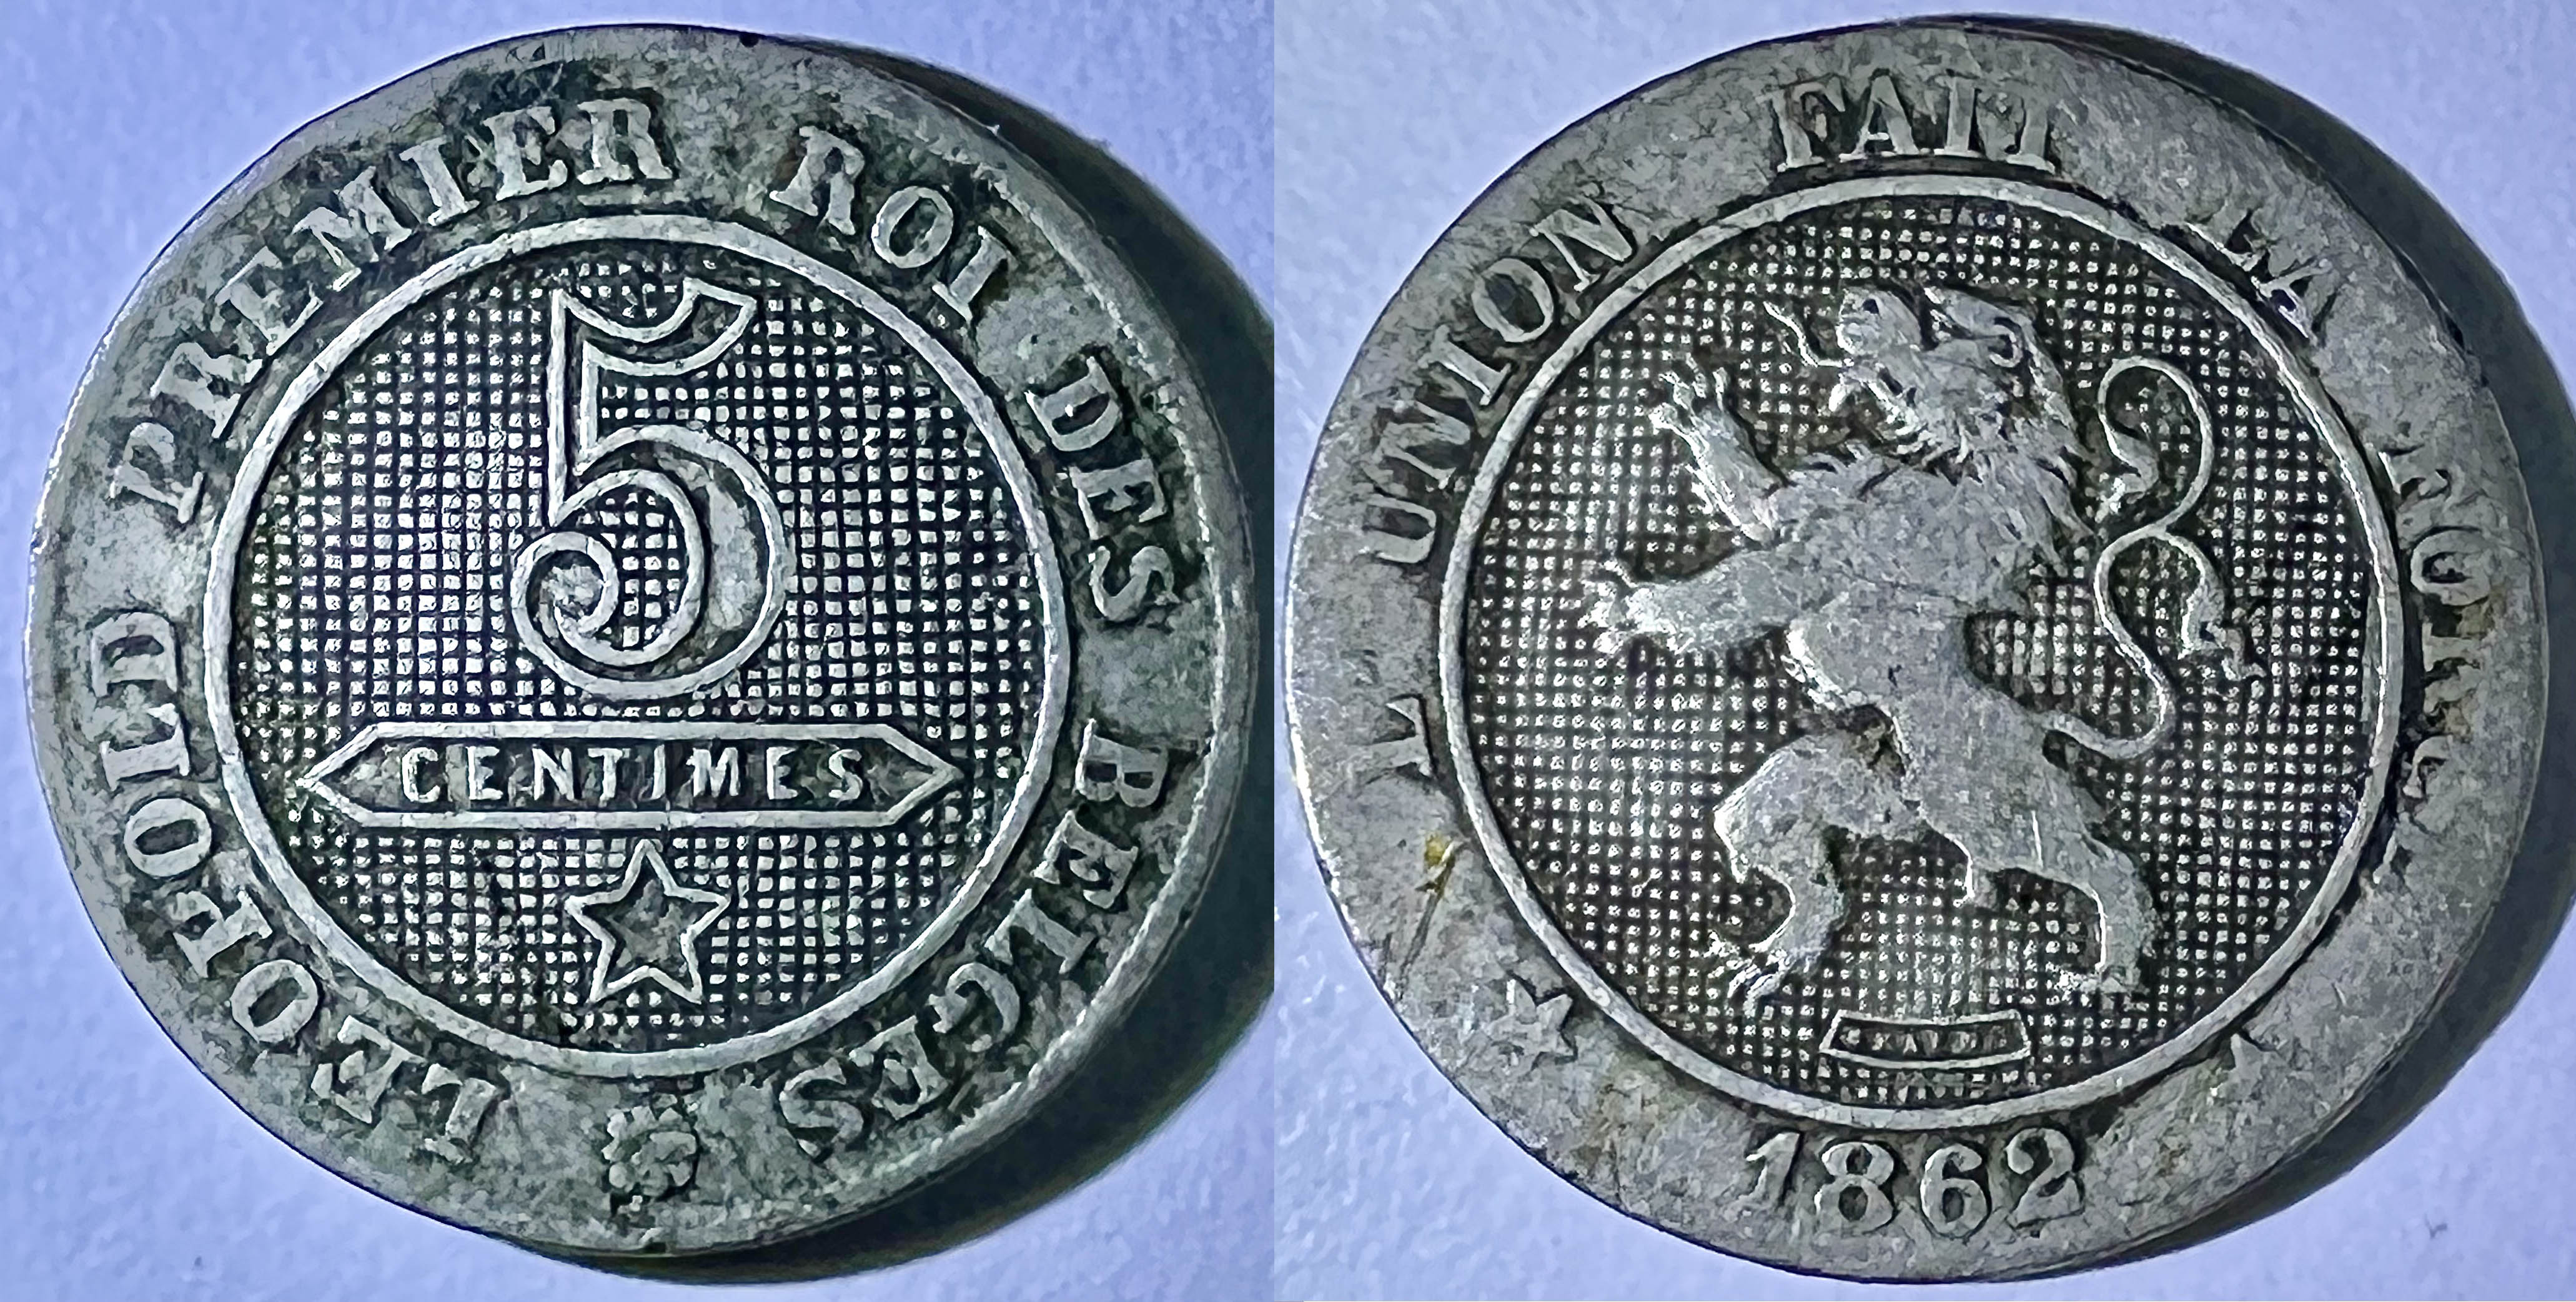 LEOPOLD PREMIER ROI DES BELGES
5
CENTIMES
L UNION FAIT LA FORCE
1862